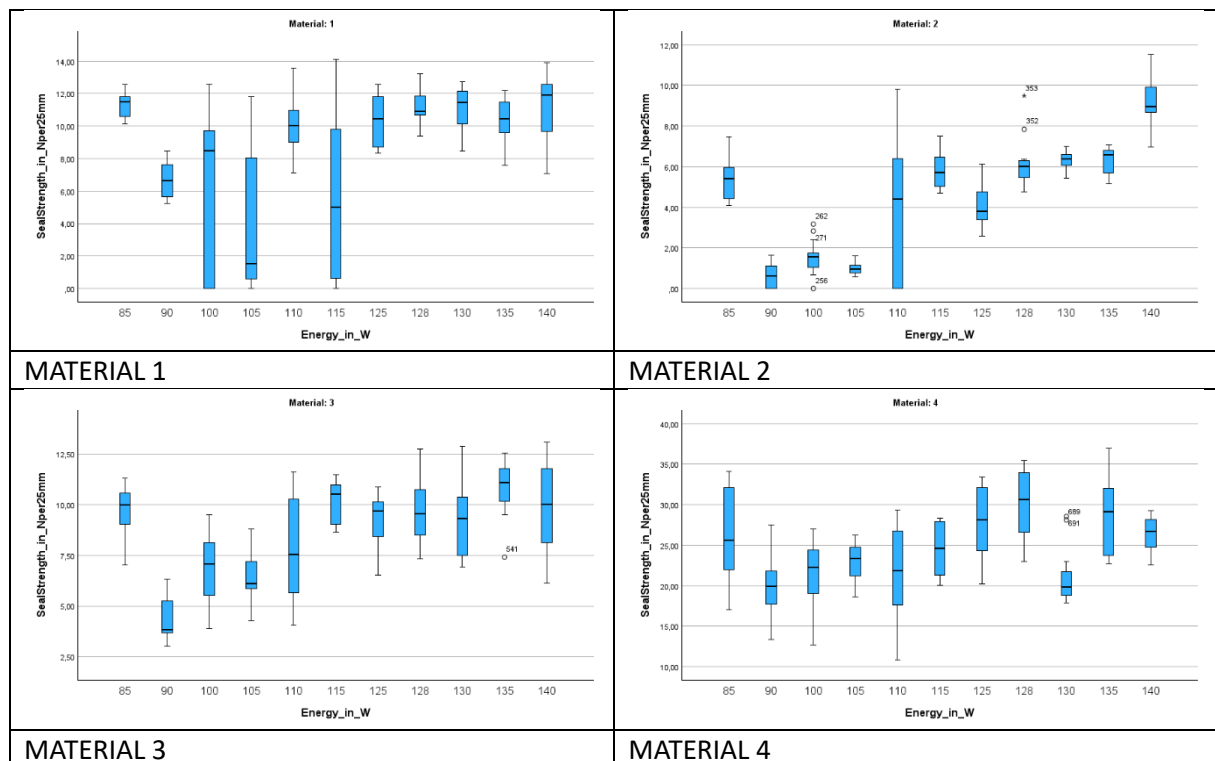 Material: 1
SealStrength_in_Nper25mm
14,00
12,00
10,00
8,00
6,00
4,00
2,00
,00
85 90 100 105 110 115 125 128 130 135 140
Energy_in_W
MATERIAL 1
Material: 2
SealStrength_in_Nper25mm
12,00
10,00
8,00
6,00
4,00
2,00
,00
262
271
256
353
352
85 90 100 105 110 115 125 128 130 135 140
Energy_in_W
MATERIAL 2
Material: 3
SealStrength_in_Nper25mm
12,50
10,00
7,50
5,00
2,50
541
85 90 100 105 110 115 125 128 130 135 140
Energy_in_W
MATERIAL 3
Material: 4
SealStrength_in_Nper25mm
40,00
35,00
30,00
25,00
20,00
15,00
10,00
689
691
85 90 100 105 110 115 125 128 130 135 140
Energy_in_W
MATERIAL 4